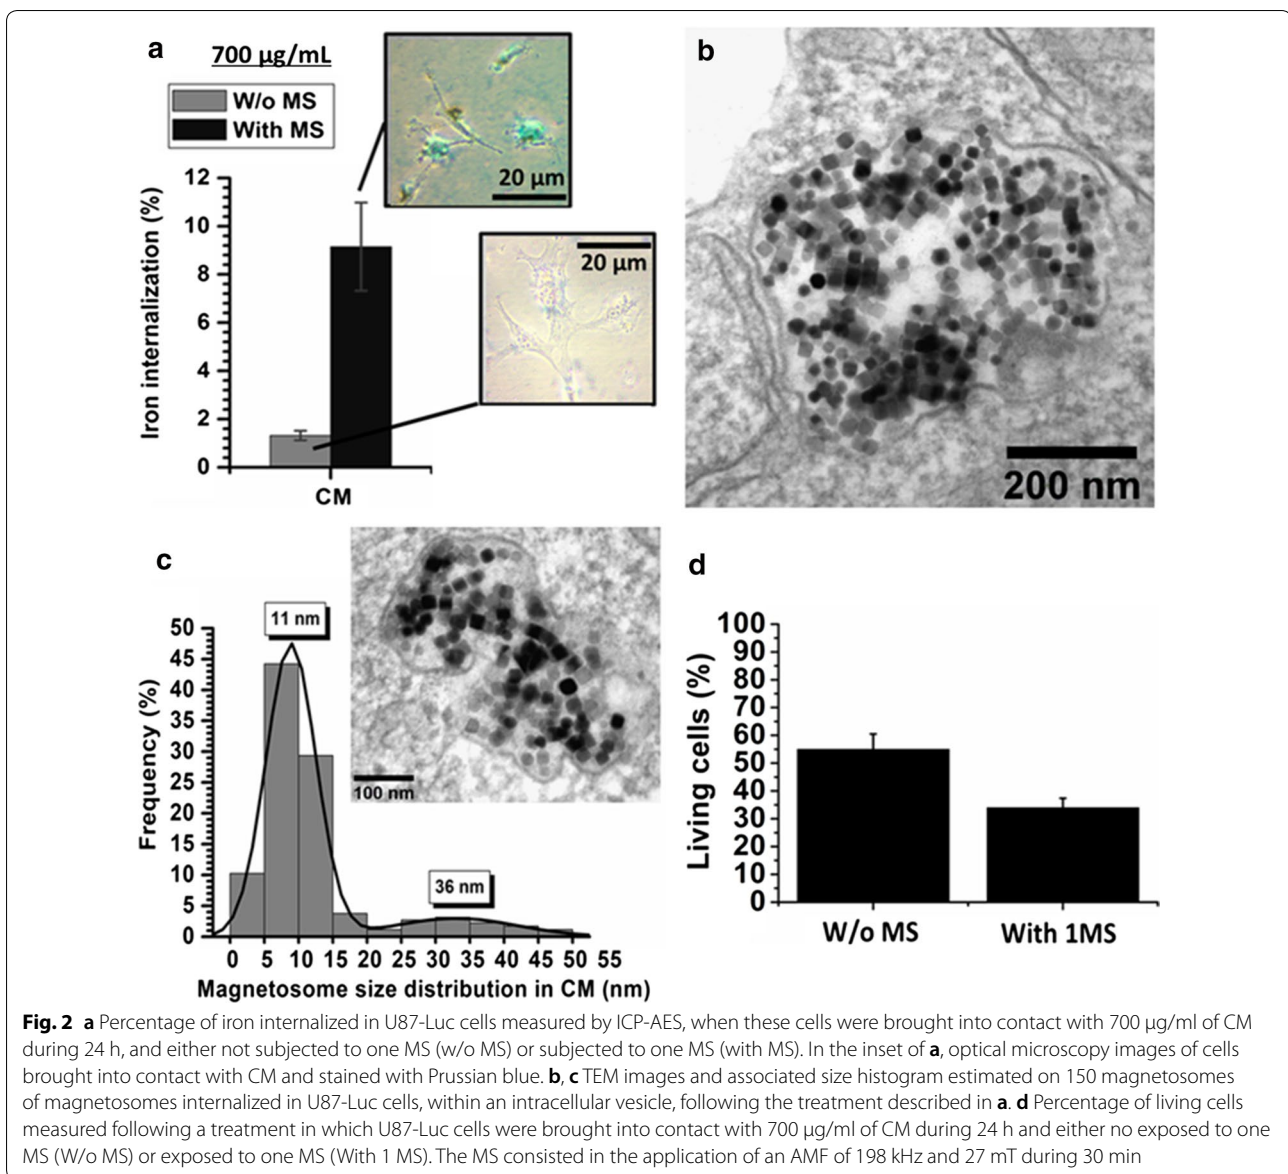 a
700 µg/mL
W/o MS
With MS
20 µm
20 µm
Iron internalization (%)
12
10
8
6
4
2
0
CM
b
200 nm
c
11 nm
36 nm
100 nm
Frequency (%)
50
45
40
35
30
25
20
15
10
5
0
0 5 10 15 20 25 30 35 40 45 50 55
Magnetosome size distribution in CM (nm)
d
Living cells (%)
100
90
80
70
60
50
40
30
20
10
0
W/o MS With 1MS
Fig. 2 a Percentage of iron internalized in U87-Luc cells measured by ICP-AES, when these cells were brought into contact with 700 µg/ml of CM
during 24 h, and either not subjected to one MS (w/o MS) or subjected to one MS (with MS). In the inset of a, optical microscopy images of cells
brought into contact with CM and stained with Prussian blue. b, c TEM images and associated size histogram estimated on 150 magnetosomes
of magnetosomes internalized in U87-Luc cells, within an intracellular vesicle, following the treatment described in a. d Percentage of living cells
measured following a treatment in which U87-Luc cells were brought into contact with 700 µg/ml of CM during 24 h and either no exposed to one
MS (W/o MS) or exposed to one MS (With 1 MS). The MS consisted in the application of an AMF of 198 kHz and 27 mT during 30 min